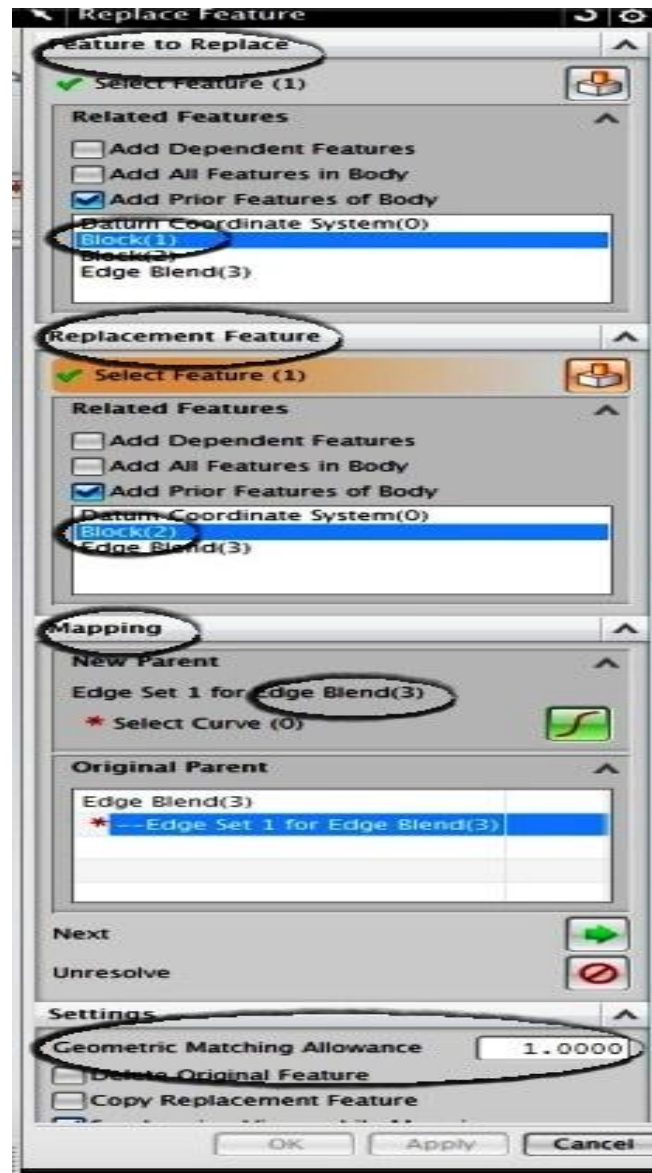 Replace Feature
Feature to Replace
Select Feature (1)
Related Features
Add Dependent Features
Add All Features in Body
Add Prior Features of Body
Datum Coordinate System(0)
Block(1)
Block(2)
Edge Blend(3)
Replacement Feature
Select Feature (1)
Related Features
Add Dependent Features
Add All Features in Body
Add Prior Features of Body
Datum Coordinate System(0)
Block(2)
Edge Blend(3)
Mapping
New Parent
Edge Set 1 for Edge Blend(3)
* Select Curve (0)
Original Parent
Edge Blend(3)
* --Edge Set 1 for Edge Blend(3)
Next
Unresolve
Settings
Geometric Matching Allowance 1.0000
Delete Original Feature
Copy Replacement Feature
OK Apply Cancel